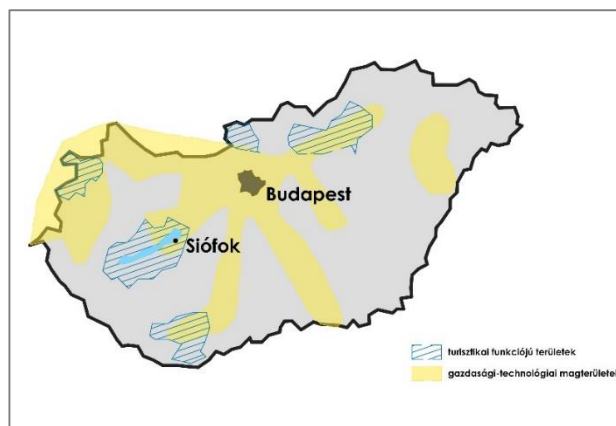 Budapest
Siófok
turisztikai funkciójú területek
gazdasági-technológiai magterületek